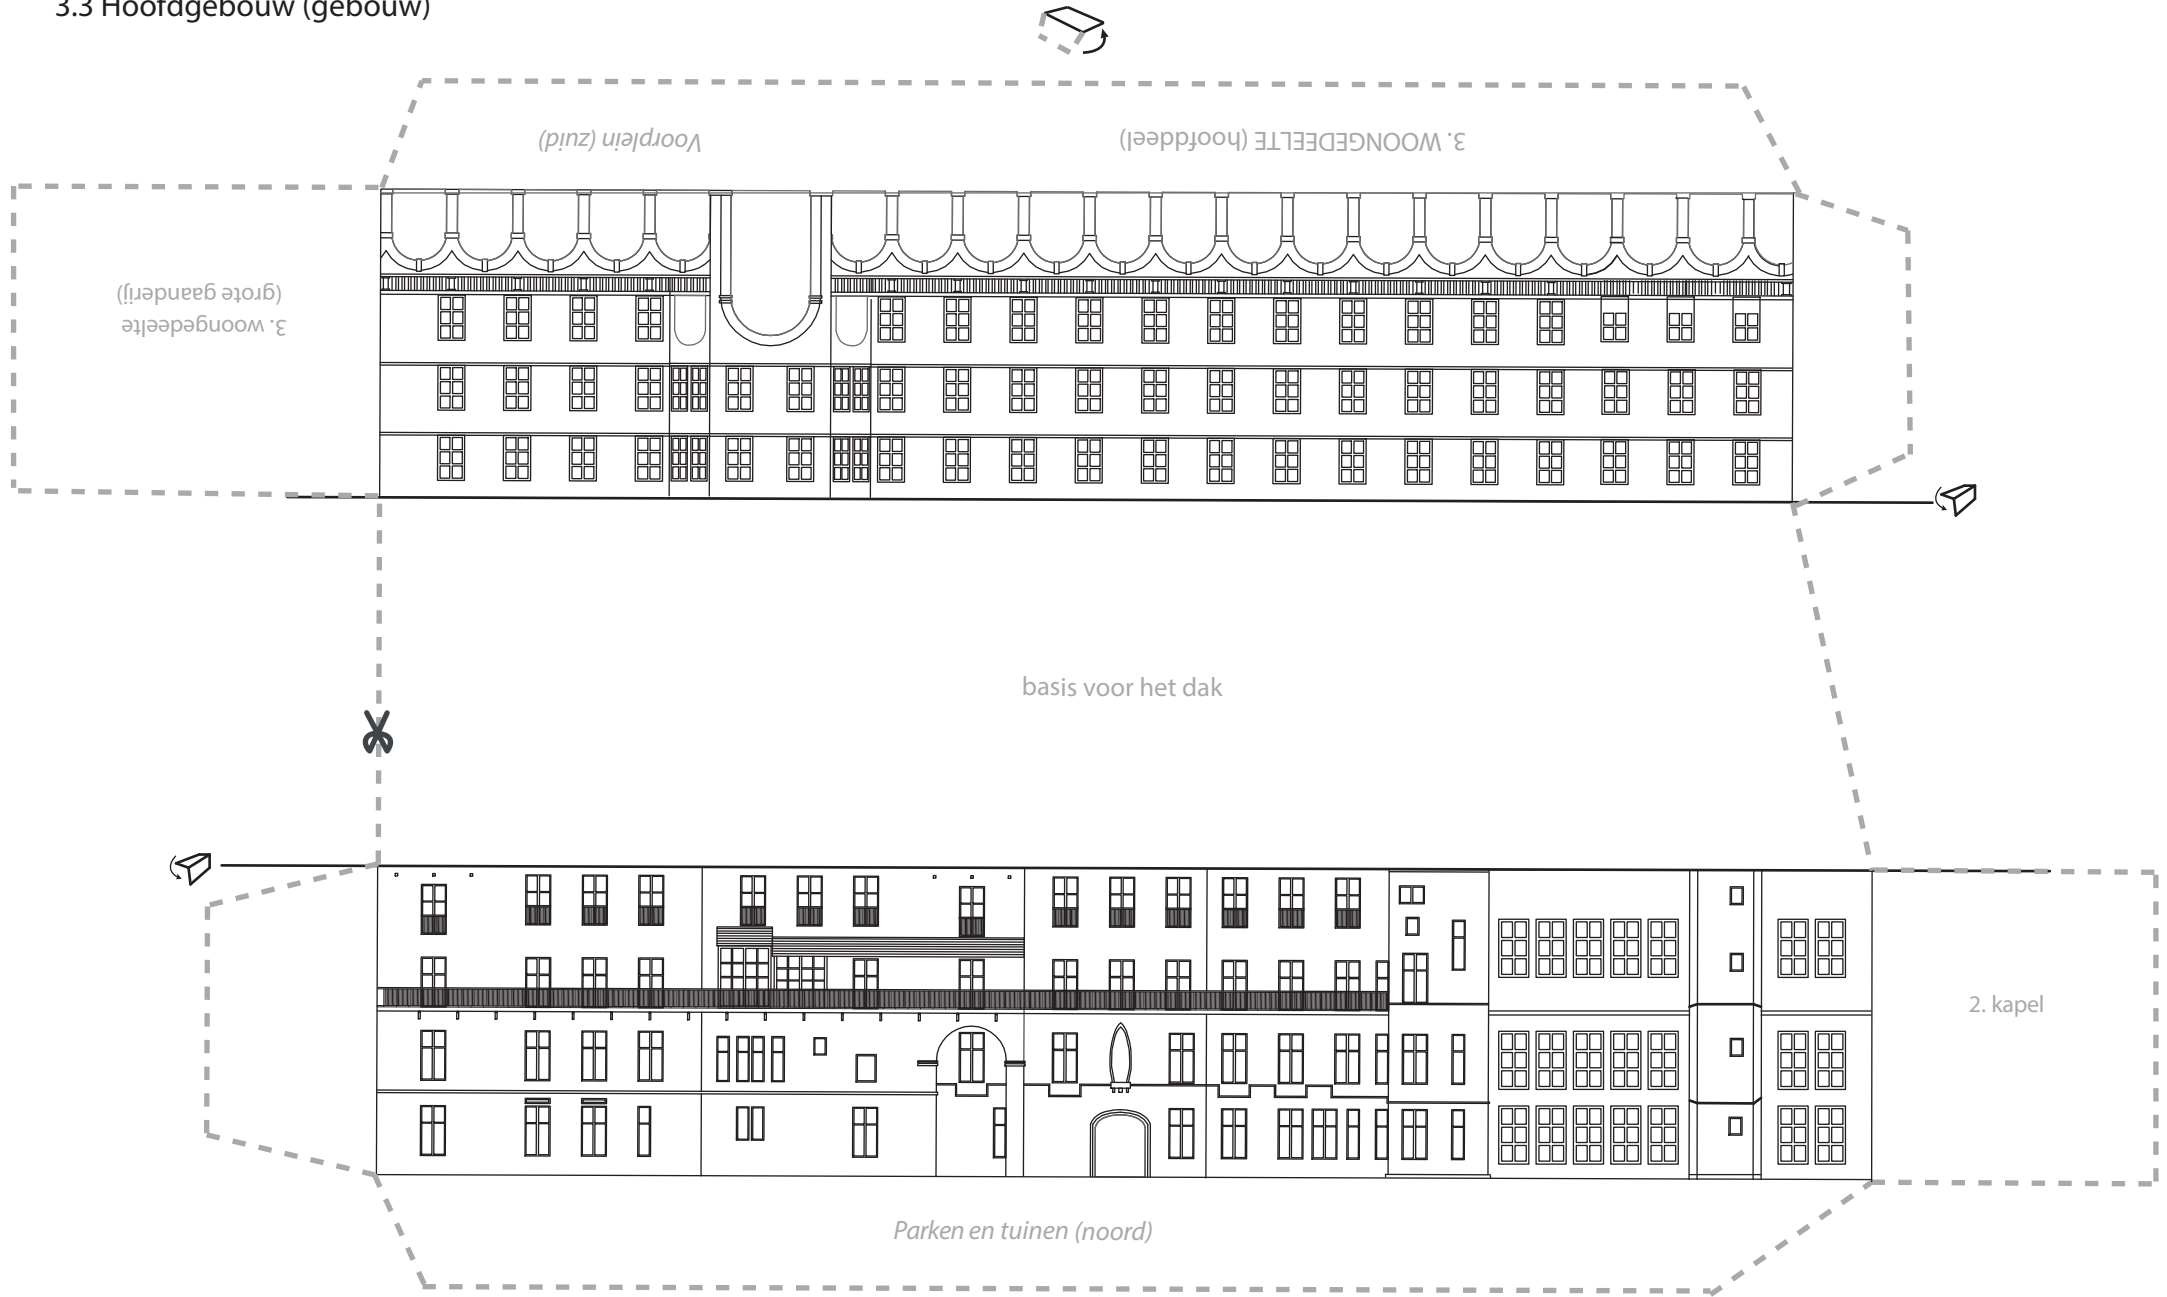 3.3 Hoofdgebouw (gebouw)
Voorplein (zuid)
3. WOONGEDEELTE (hoofddeel)
3. woongedeelte
(grote gaanderij)
basis voor het dak
2. kapel
Parken en tuinen (noord)